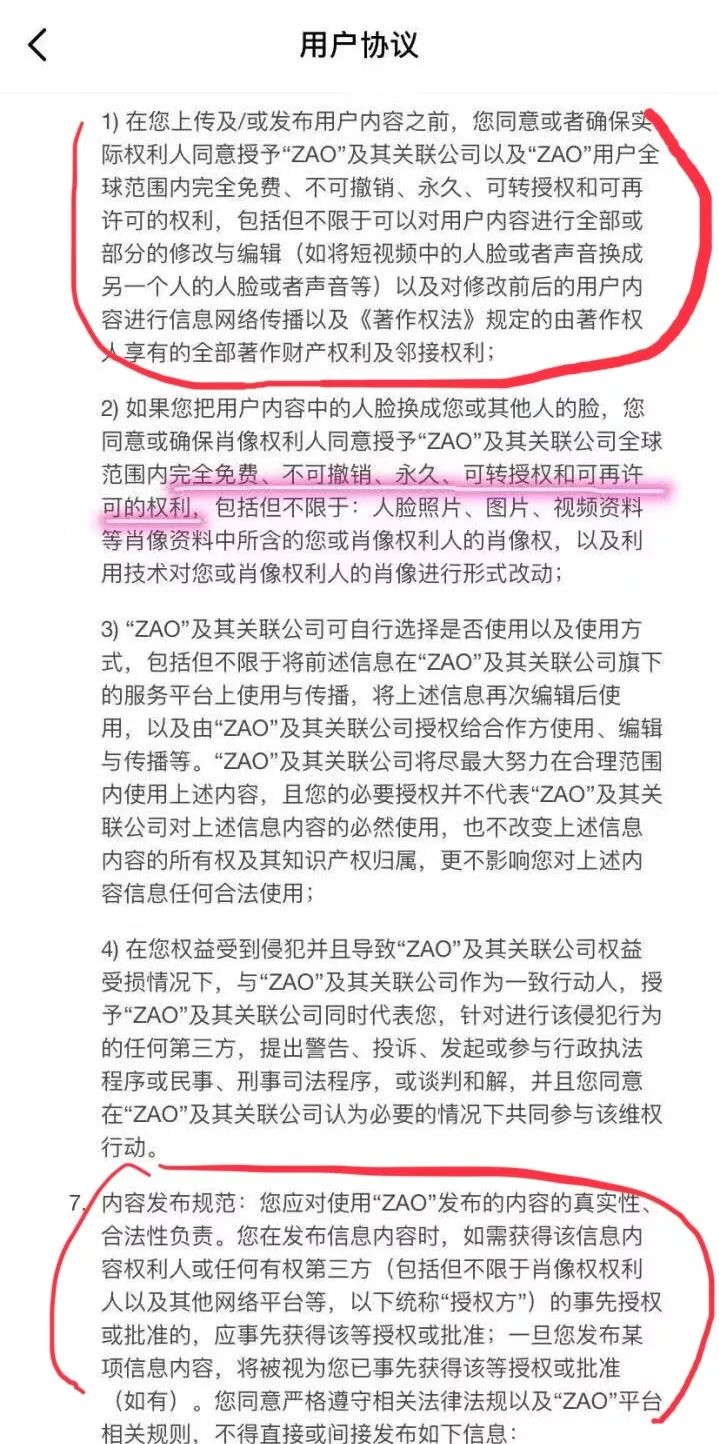 用户协议
1) 在您上传及/或发布用户内容之前，您同意或者确保实
际权利人同意授予“ZAO”及其关联公司以及“ZAO”用户全
球范围内完全免费、不可撤销、永久、可转授权和可再
许可的权利，包括但不限于可以对用户内容进行全部或
部分的修改与编辑（如将短视频中的人脸或者声音换成
另一个人的人脸或者声音等）以及对修改前后的用户内
容进行信息网络传播以及《著作权法》规定的由著作权
人享有的全部著作财产权利及邻接权利；
2) 如果您把用户内容中的人脸换成您或其他人的脸，您
同意或确保肖像权利人同意授予“ZAO”及其关联公司全球
范围内完全免费、不可撤销、永久、可转授权和可再许
可的权利，包括但不限于：人脸照片、图片、视频资料
等肖像资料中所含的您或肖像权利人的肖像权，以及利
用技术对您或肖像权利人的肖像进行形式改动；
3) “ZAO”及其关联公司可自行选择是否使用以及使用方
式，包括但不限于将前述信息在“ZAO”及其关联公司旗下
的服务平台上使用与传播，将上述信息再次编辑后使
用，以及由“ZAO”及其关联公司授权给合作方使用、编辑
与传播等。“ZAO”及其关联公司将尽最大努力在合理范围
内使用上述内容，且您的必要授权并不代表“ZAO”及其关
联公司对上述信息内容的必然使用，也不改变上述信息
内容的所有权及其知识产权归属，更不影响您对上述内
容信息任何合法使用；
4) 在您权益受到侵犯并且导致“ZAO”及其关联公司权益
受损情况下，与“ZAO”及其关联公司作为一致行动人，授
予“ZAO”及其关联公司同时代表您，针对进行该侵犯行为
的任何第三方，提出警告、投诉、发起或参与行政执法
程序或民事、刑事司法程序，或谈判和解，并且您同意
在“ZAO”及其关联公司认为必要的情况下共同参与该维权
行动。
7. 内容发布规范：您应对使用“ZAO”发布的内容的真实性、
合法性负责。您在发布信息内容时，如需获得该信息内
容权利人或任何有权第三方（包括但不限于肖像权权利
人以及其他网络平台等，以下统称“授权方”）的事先授权
或批准的，应事先获得该等授权或批准；一旦您发布某
项信息内容，将被视为您已事先获得该等授权或批准
（如有）。您同意严格遵守相关法律法规以及“ZAO”平台
相关规则，不得直接或间接发布如下信息：